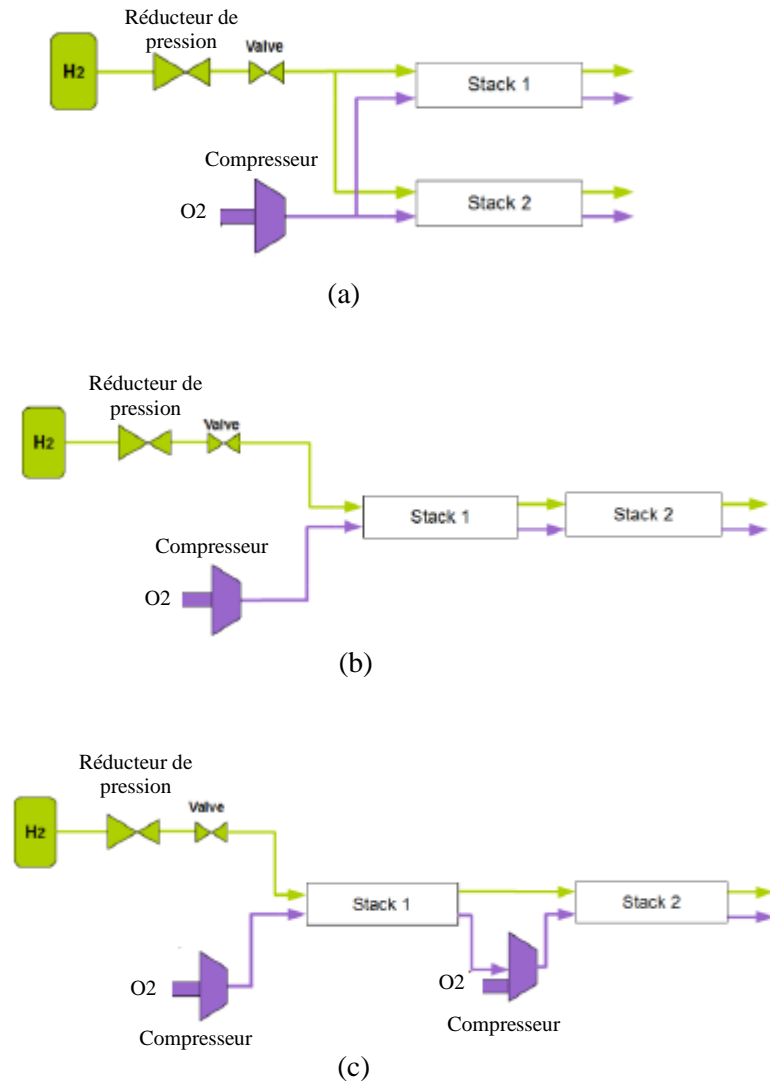 Réducteur de
pression
Valve
H2
Stack 1
Compresseur
O2
Stack 2
(a)
Réducteur de
pression
Valve
H2
Stack 1
Stack 2
Compresseur
O2
(b)
Réducteur de
pression
Valve
H2
Stack 1
Stack 2
O2
O2
Compresseur
Compresseur
(c)